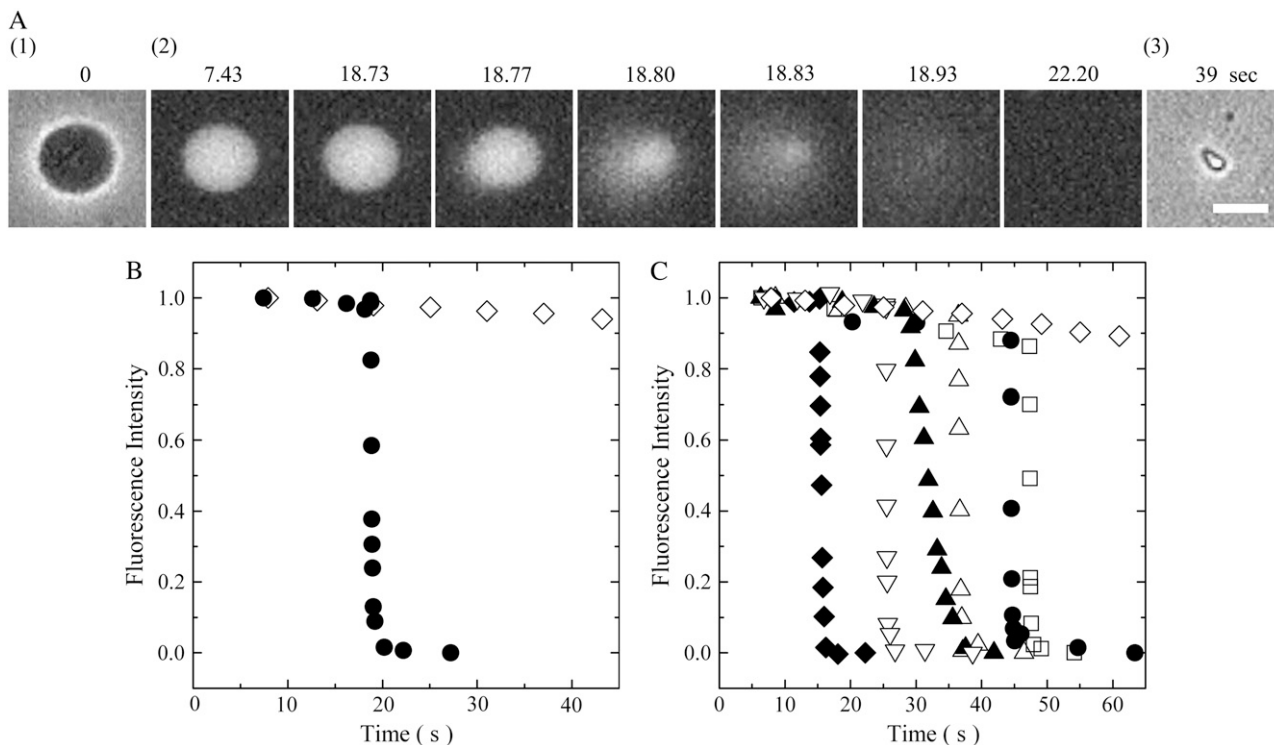 A
(1) (2) (3)
0 7.43 18.73 18.77 18.80 18.83 18.93 22.20 39 sec
B
1.0
0.8
0.6
0.4
0.2
0.0
Fluorescence Intensity
0 10 20 30 40
Time ( s )
C
1.0
0.8
0.6
0.4
0.2
0.0
Fluorescence Intensity
0 10 20 30 40 50 60
Time ( s )